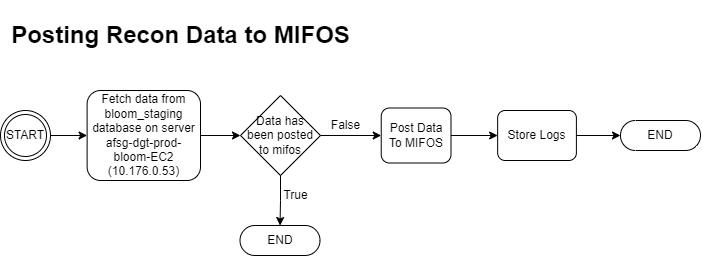 Posting Recon Data to MIFOS
START
Fetch data from
bloom_staging
database on server
afsg-dgt-prod-
bloom-EC2
(10.176.0.53)
Data has
been posted
to mifos
False
Post Data
To MIFOS
Store Logs
END
True
END